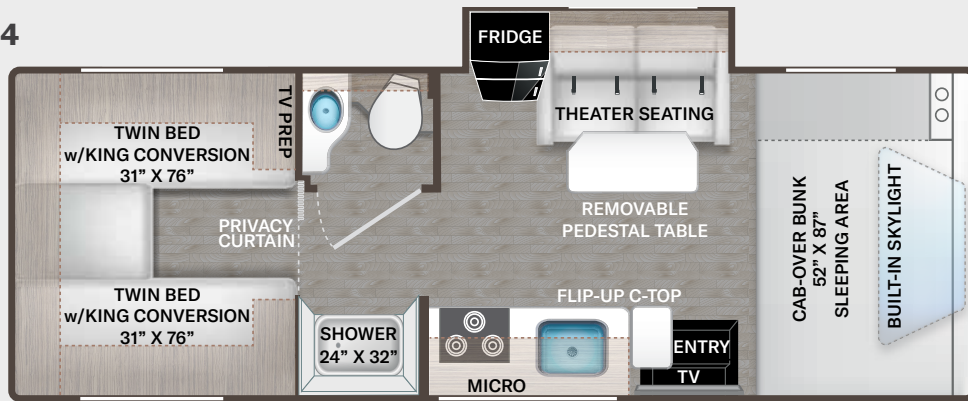 4
FRIDGE
THEATER SEATING
TV PREP
TWIN BED
w/KING CONVERSION
31” X 76”
REMOVABLE
PEDESTAL TABLE
PRIVACY
CURTAIN
CAB-OVER BUNK
52” X 87”
SLEEPING AREA
BUILT-IN SKYLIGHT
TWIN BED
w/KING CONVERSION
31” X 76”
FLIP-UP C-TOP
SHOWER
24” X 32”
ENTRY
TV
MICRO